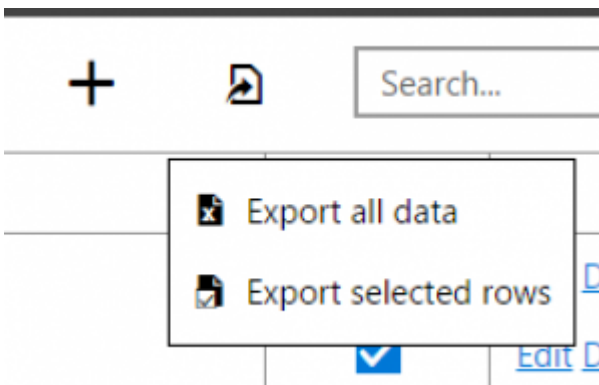 Search...
Export all data
Export selected rows
D
Edit D